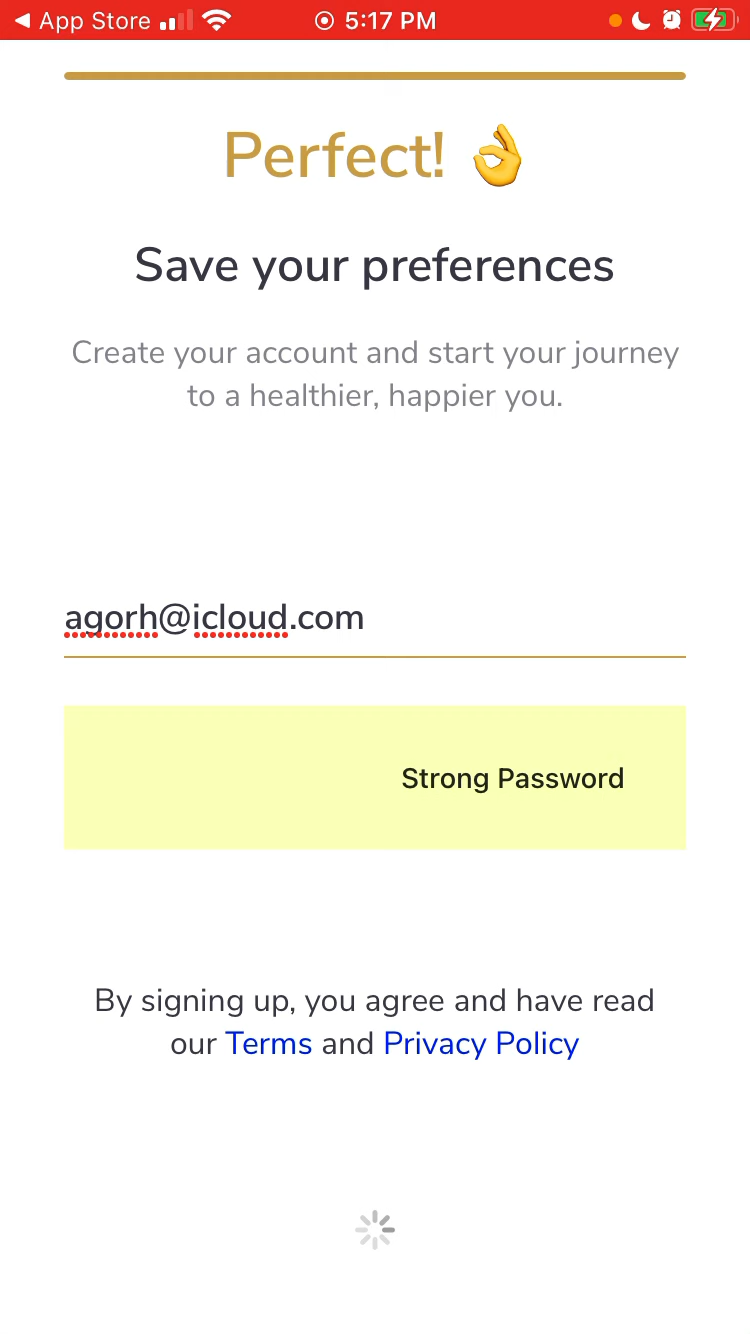 App Store
5:17 PM
Perfect! 👌
Save your preferences
Create your account and start your journey
to a healthier, happier you.
agorh@icloud.com
Strong Password
By signing up, you agree and have read
our Terms and Privacy Policy